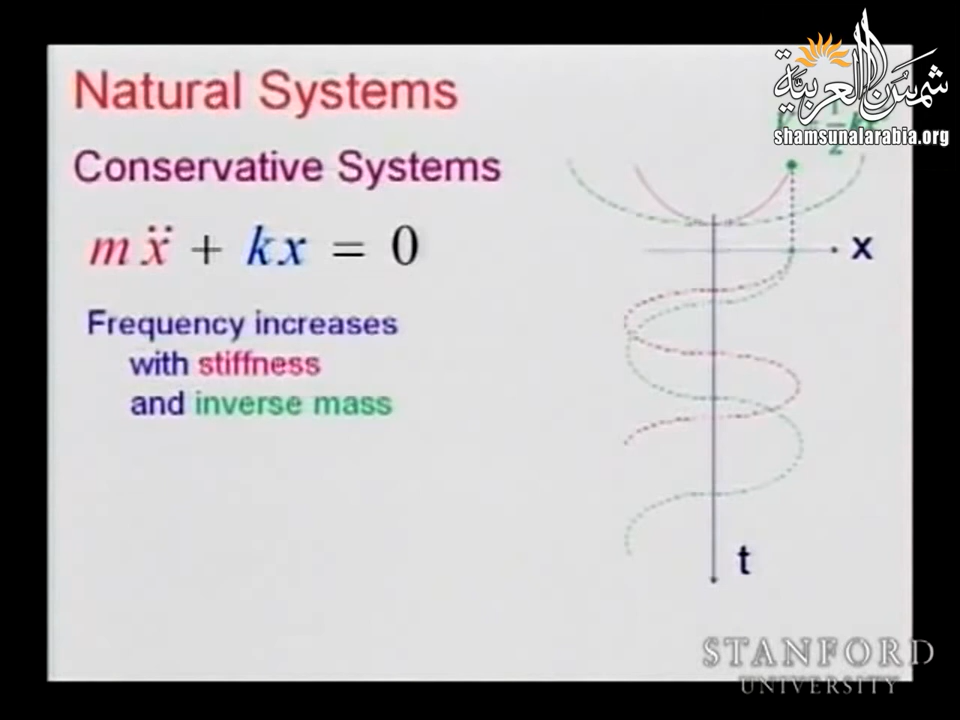 Natural Systems
شمس العربية
shamsunalarabia.org
Conservative Systems
mẍ + kx = 0
x
Frequency increases
with stiffness
and inverse mass
t
STANFORD
UNIVERSITY